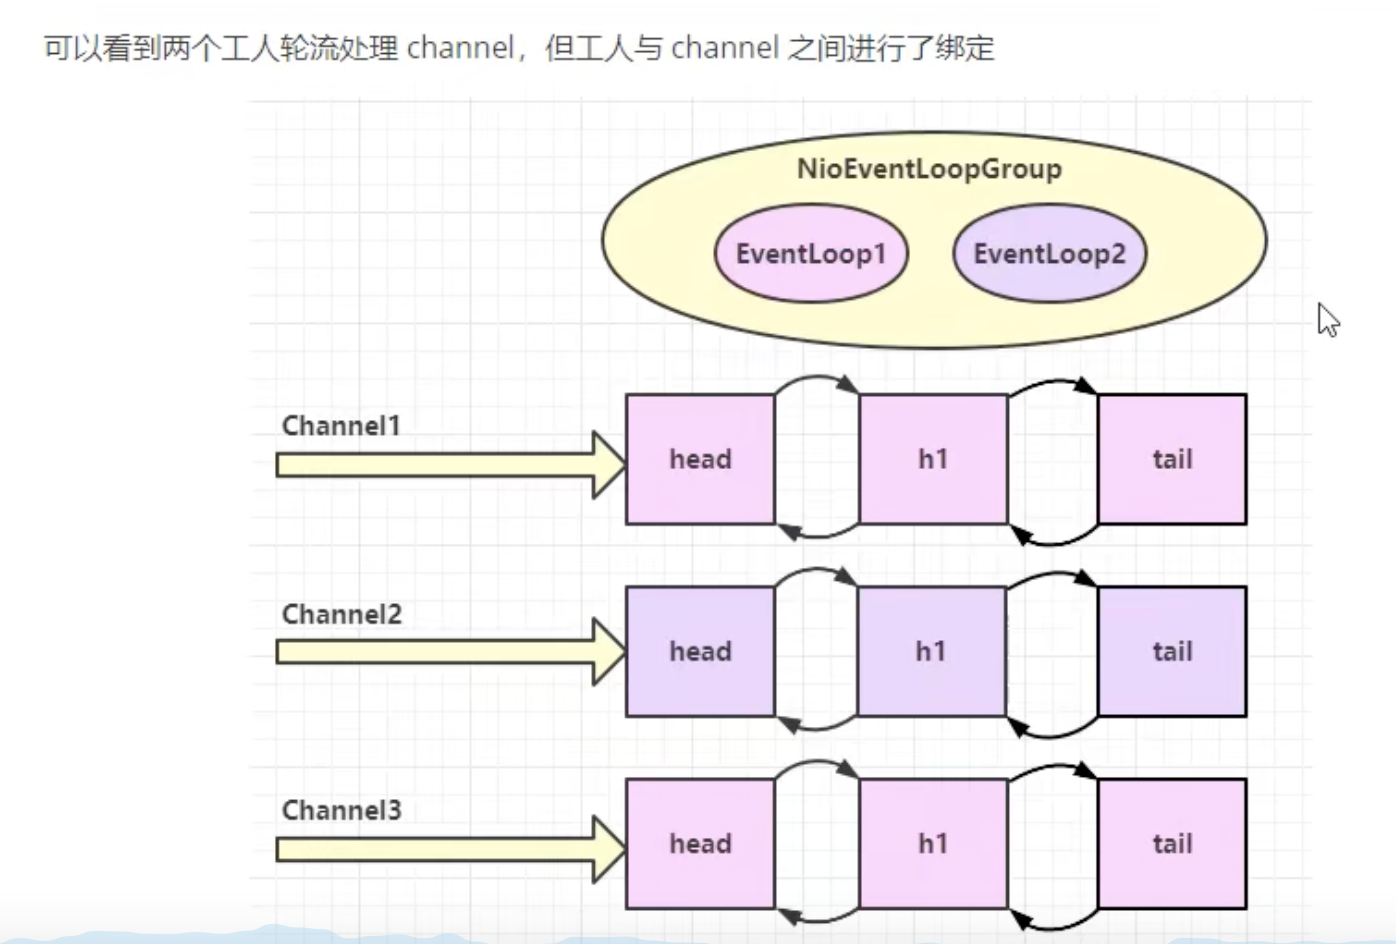 可以看到两个工人轮流处理 channel，但工人与 channel 之间进行了绑定
NioEventLoopGroup
EventLoop1 EventLoop2
Channel1
head h1 tail
Channel2
head h1 tail
Channel3
head h1 tail